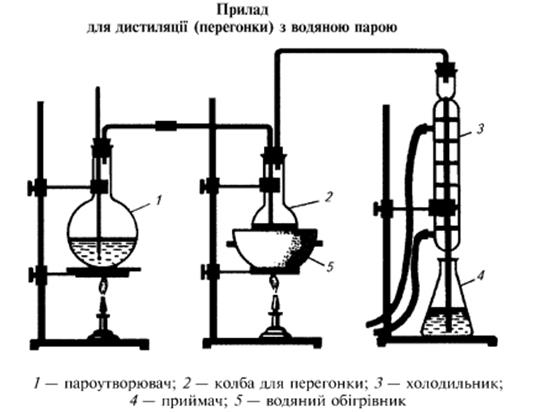 Прилад
для дистиляції (перегонки) з водяною парою
1
2
3
4
5
1 — пароутворювач; 2 — колба для перегонки; 3 — холодильник;
4 — приймач; 5 — водяний обігрівник